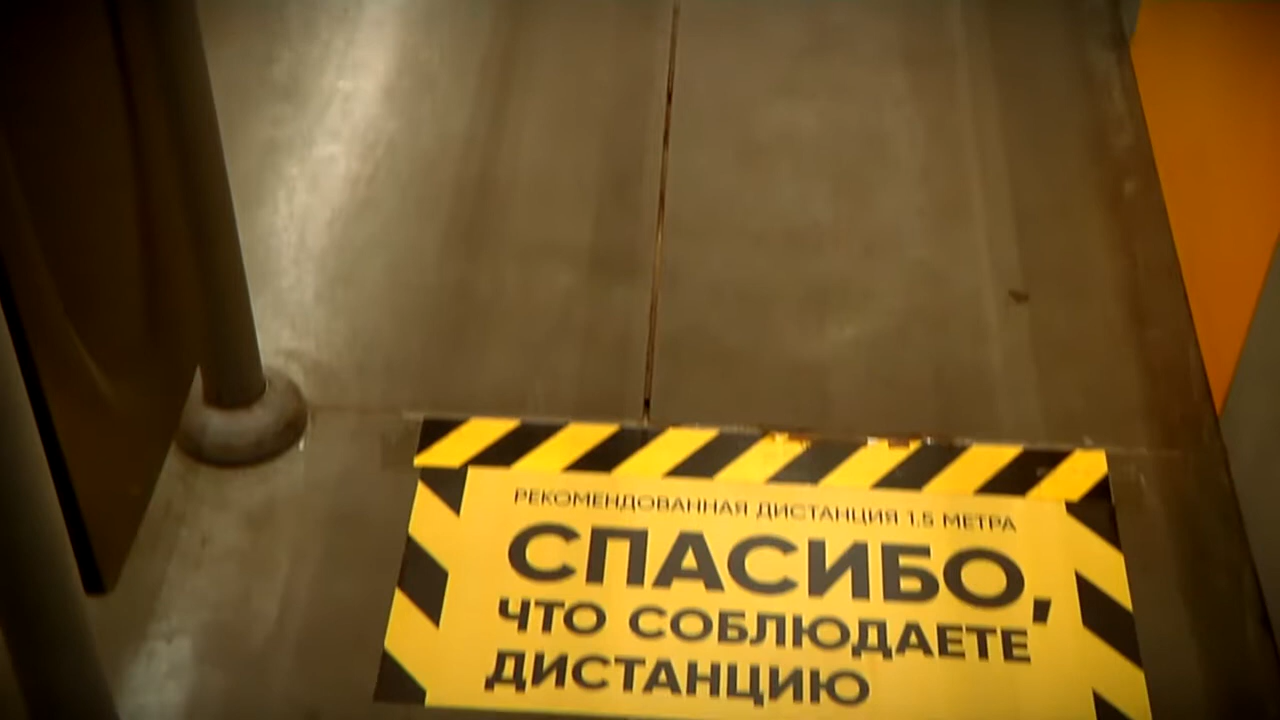 РЕКОМЕНДОВАННАЯ ДИСТАНЦИЯ 1.5 МЕТРА
СПАСИБО,
ЧТО СОБЛЮДАЕТЕ
ДИСТАНЦИЮ